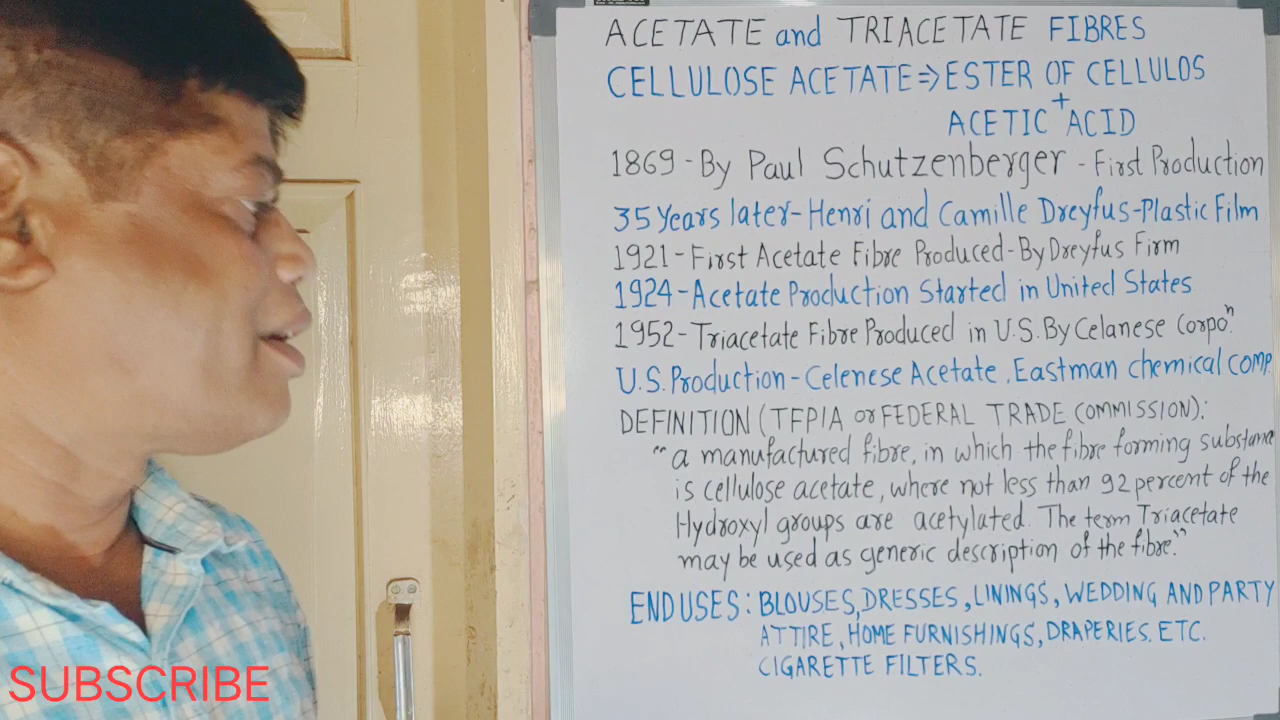 ACETATE and TRIACETATE FIBRES
CELLULOSE ACETATE⇒ESTER OF CELLULOS
+
ACETIC ACID
1869-By Paul Schutzenberger - First Production
35 Years later-Henri and Camille Dreyfus-Plastic Film
1921-First Acetate Fibre Produced-By Dreyfus Firm
1924-Acetate Production Started in United States
1952-Triacetate Fibre Produced in U.S. By Celanese Corpoⁿ.
U.S. Production-Celenese Acetate, Eastman chemical comp.
DEFINITION (TFPIA or FEDERAL TRADE COMMISSION):
"a manufactured fibre, in which the fibre forming substance
is cellulose acetate, where not less than 92 percent of the
Hydroxyl groups are acetylated. The term Triacetate
may be used as generic description of the fibre."
END USES: BLOUSES, DRESSES, LININGS, WEDDING AND PARTY
ATTIRE, HOME FURNISHINGS, DRAPERIES. ETC.
CIGARETTE FILTERS.
SUBSCRIBE